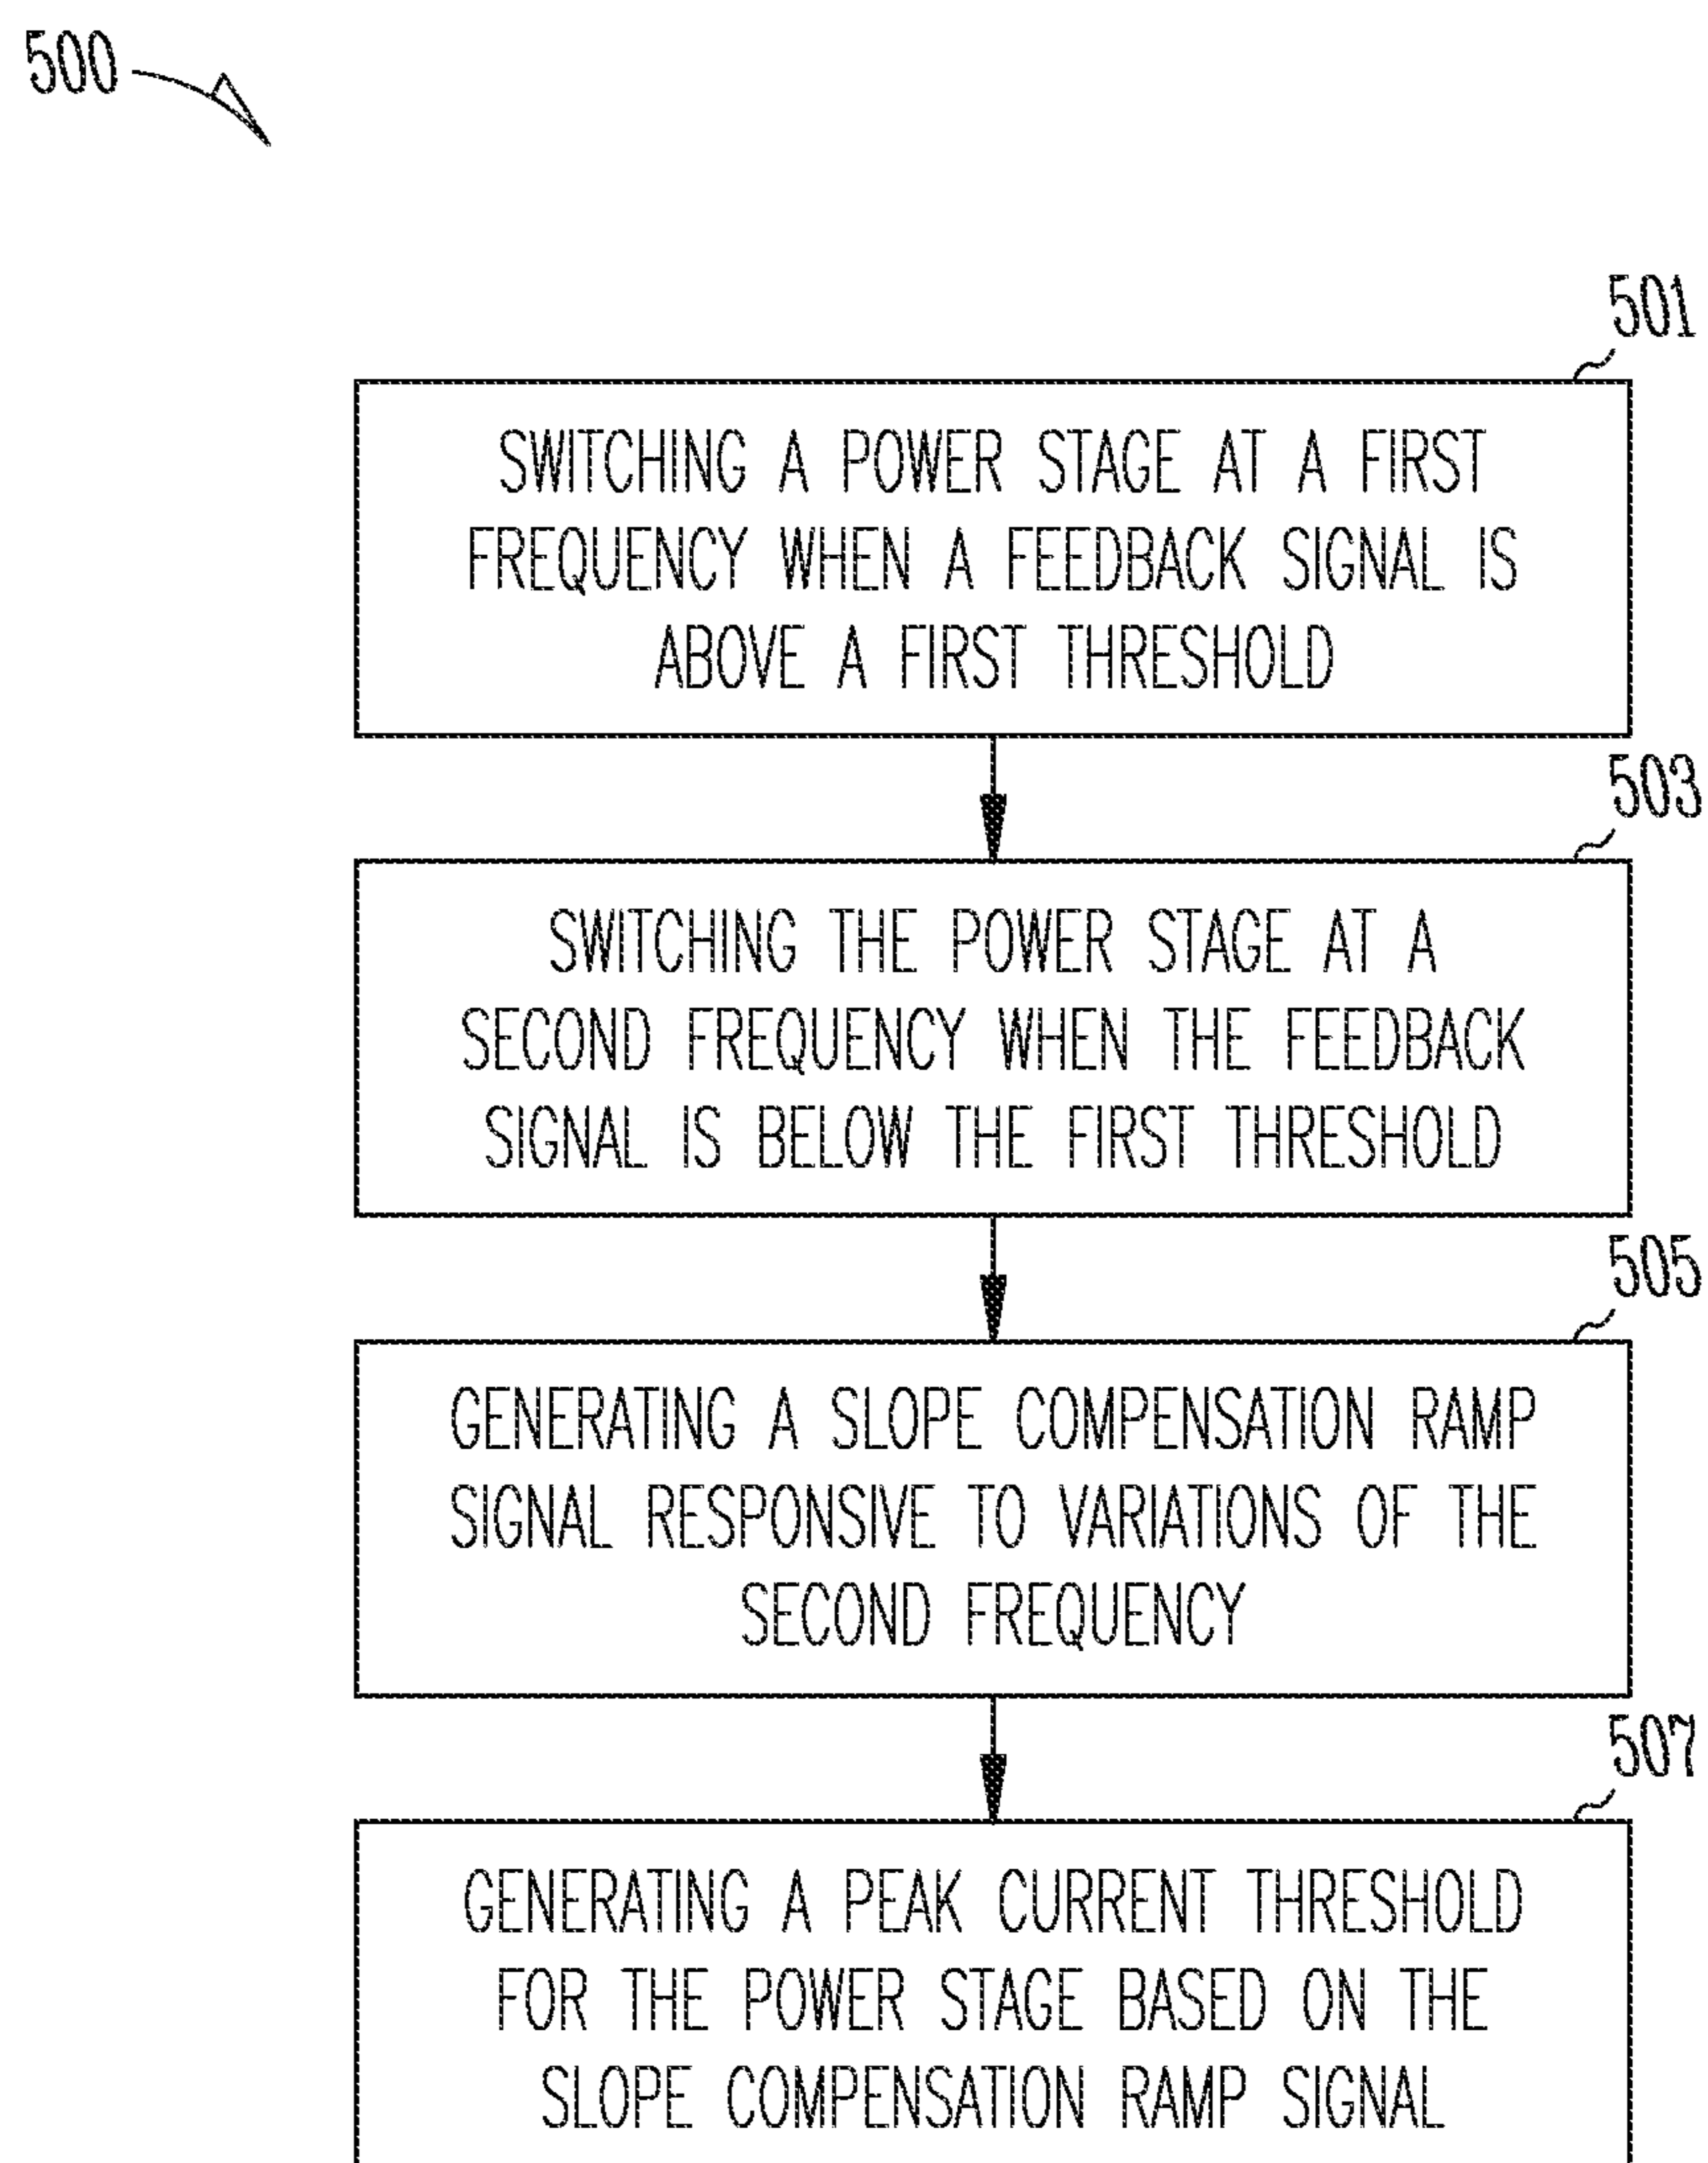 500
501
SWITCHING A POWER STAGE AT A FIRST
FREQUENCY WHEN A FEEDBACK SIGNAL IS
ABOVE A FIRST THRESHOLD
503
SWITCHING THE POWER STAGE AT A
SECOND FREQUENCY WHEN THE FEEDBACK
SIGNAL IS BELOW THE FIRST THRESHOLD
505
GENERATING A SLOPE COMPENSATION RAMP
SIGNAL RESPONSIVE TO VARIATIONS OF THE
SECOND FREQUENCY
507
GENERATING A PEAK CURRENT THRESHOLD
FOR THE POWER STAGE BASED ON THE
SLOPE COMPENSATION RAMP SIGNAL